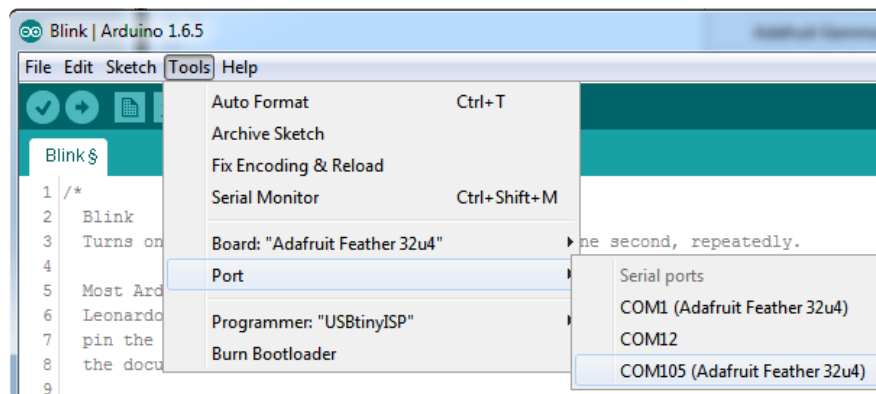 Blink | Arduino 1.6.5
File Edit Sketch Tools Help
Auto Format Ctrl+T
Archive Sketch
Fix Encoding & Reload
Serial Monitor Ctrl+Shift+M
Board: "Adafruit Feather 32u4"
Port
Programmer: "USBtinyISP"
Burn Bootloader
Serial ports
COM1 (Adafruit Feather 32u4)
COM12
COM105 (Adafruit Feather 32u4)
Blink§
1 /*
2 Blink
3 Turns on ne second, repeatedly.
4
5 Most Ard
6 Leonardo
7 pin the
8 the docu
9